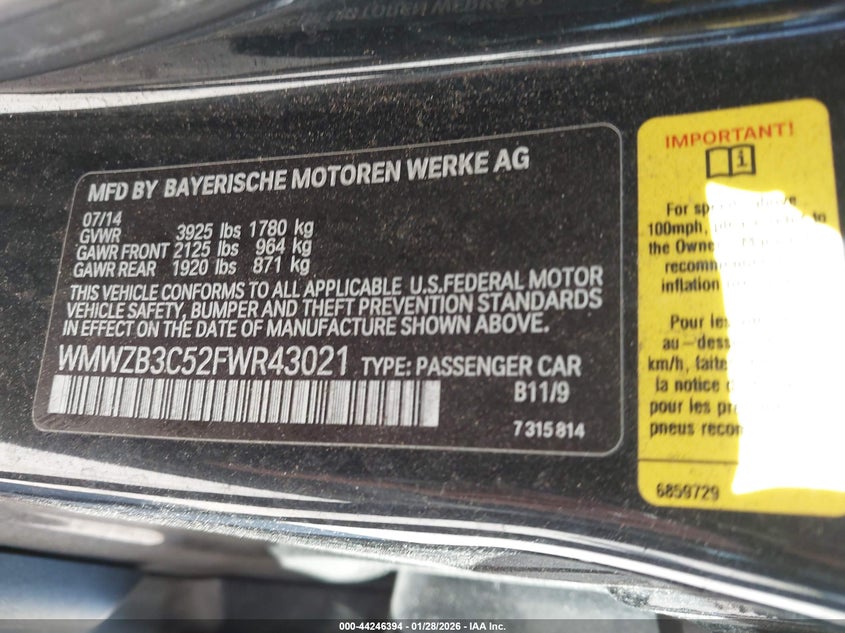 MFD BY BAYERISCHE MOTOREN WERKE AG
07/14
GVWR 3925 lbs 1780 kg
GAWR FRONT 2125 lbs 964 kg
GAWR REAR 1920 lbs 871 kg
THIS VEHICLE CONFORMS TO ALL APPLICABLE U.S.FEDERAL MOTOR
VEHICLE SAFETY, BUMPER AND THEFT PREVENTION STANDARDS
IN EFFECT ON THE DATE OF MANUFACTURE SHOWN ABOVE.
WMWZB3C52FWR43021 TYPE: PASSENGER CAR
B11/9
7315814
IMPORTANT!
For
100mph,
to
the
inflation
Pour
km/h,
la notice
pour les
pneus
6859729
000-44246394 - 01/28/2026 - IAA Inc.